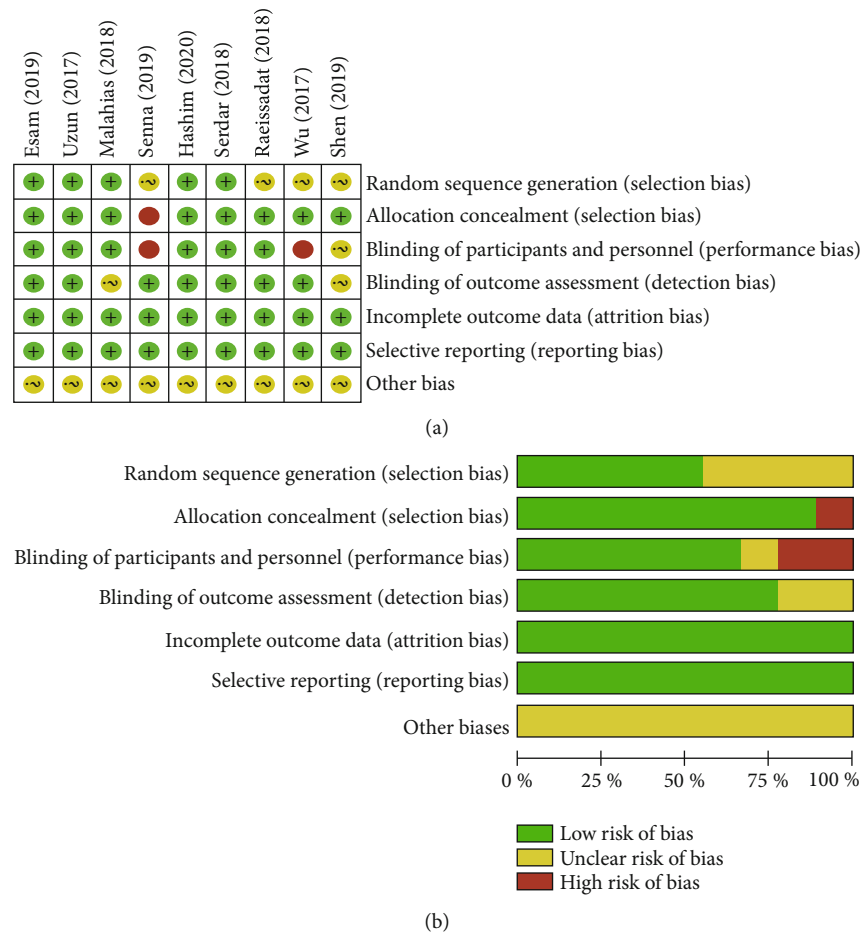 Esam (2019)
Uzun (2017)
Malahias (2018)
Senna (2019)
Hashim (2020)
Serdar (2018)
Raeissadat (2018)
Wu (2017)
Shen (2019)
+ + + ? + + ? ? ? Random sequence generation (selection bias)
+ + + + + + + + Allocation concealment (selection bias)
+ + + + + + ? Blinding of participants and personnel (performance bias)
+ + ? + + + + + ? Blinding of outcome assessment (detection bias)
+ + + + + + + + + Incomplete outcome data (attrition bias)
+ + + + + + + + + Selective reporting (reporting bias)
? ? ? ? ? ? ? ? ? Other bias
(a)
Random sequence generation (selection bias)
Allocation concealment (selection bias)
Blinding of participants and personnel (performance bias)
Blinding of outcome assessment (detection bias)
Incomplete outcome data (attrition bias)
Selective reporting (reporting bias)
Other biases
0 % 25 % 50 % 75 % 100 %
Low risk of bias
Unclear risk of bias
High risk of bias
(b)